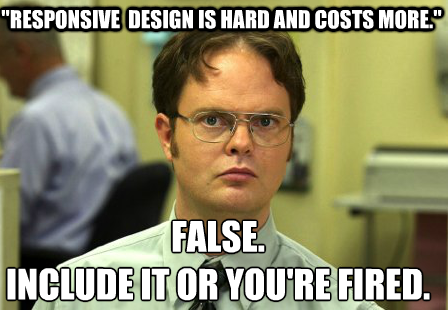 "RESPONSIVE DESIGN IS HARD AND COSTS MORE."
FALSE.
INCLUDE IT OR YOU'RE FIRED.